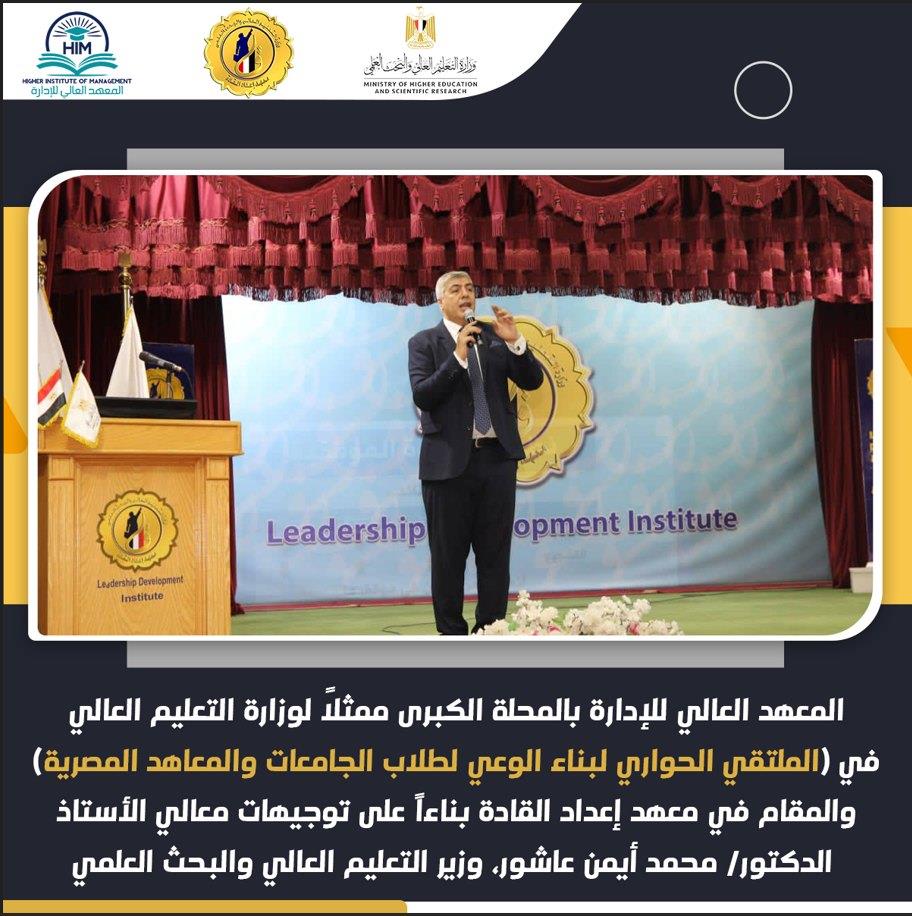 HIM
HIGHER INSTITUTE OF MANAGEMENT
المعهد العالي للإدارة
وزارة التعليم العالي والبحث العلمي
MINISTRY OF HIGHER EDUCATION
AND SCIENTIFIC RESEARCH
Leadership opment Institute
Leadership Development
Institute
المعهد العالي للإدارة بالمحلة الكبرى ممثلاً لوزارة التعليم العالي
في (الملتقي الحواري لبناء الوعي لطلاب الجامعات والمعاهد المصرية)
والمقام في معهد إعداد القادة بناءاً على توجيهات معالي الأستاذ
الدكتور/ محمد أيمن عاشور، وزير التعليم العالي والبحث العلمي